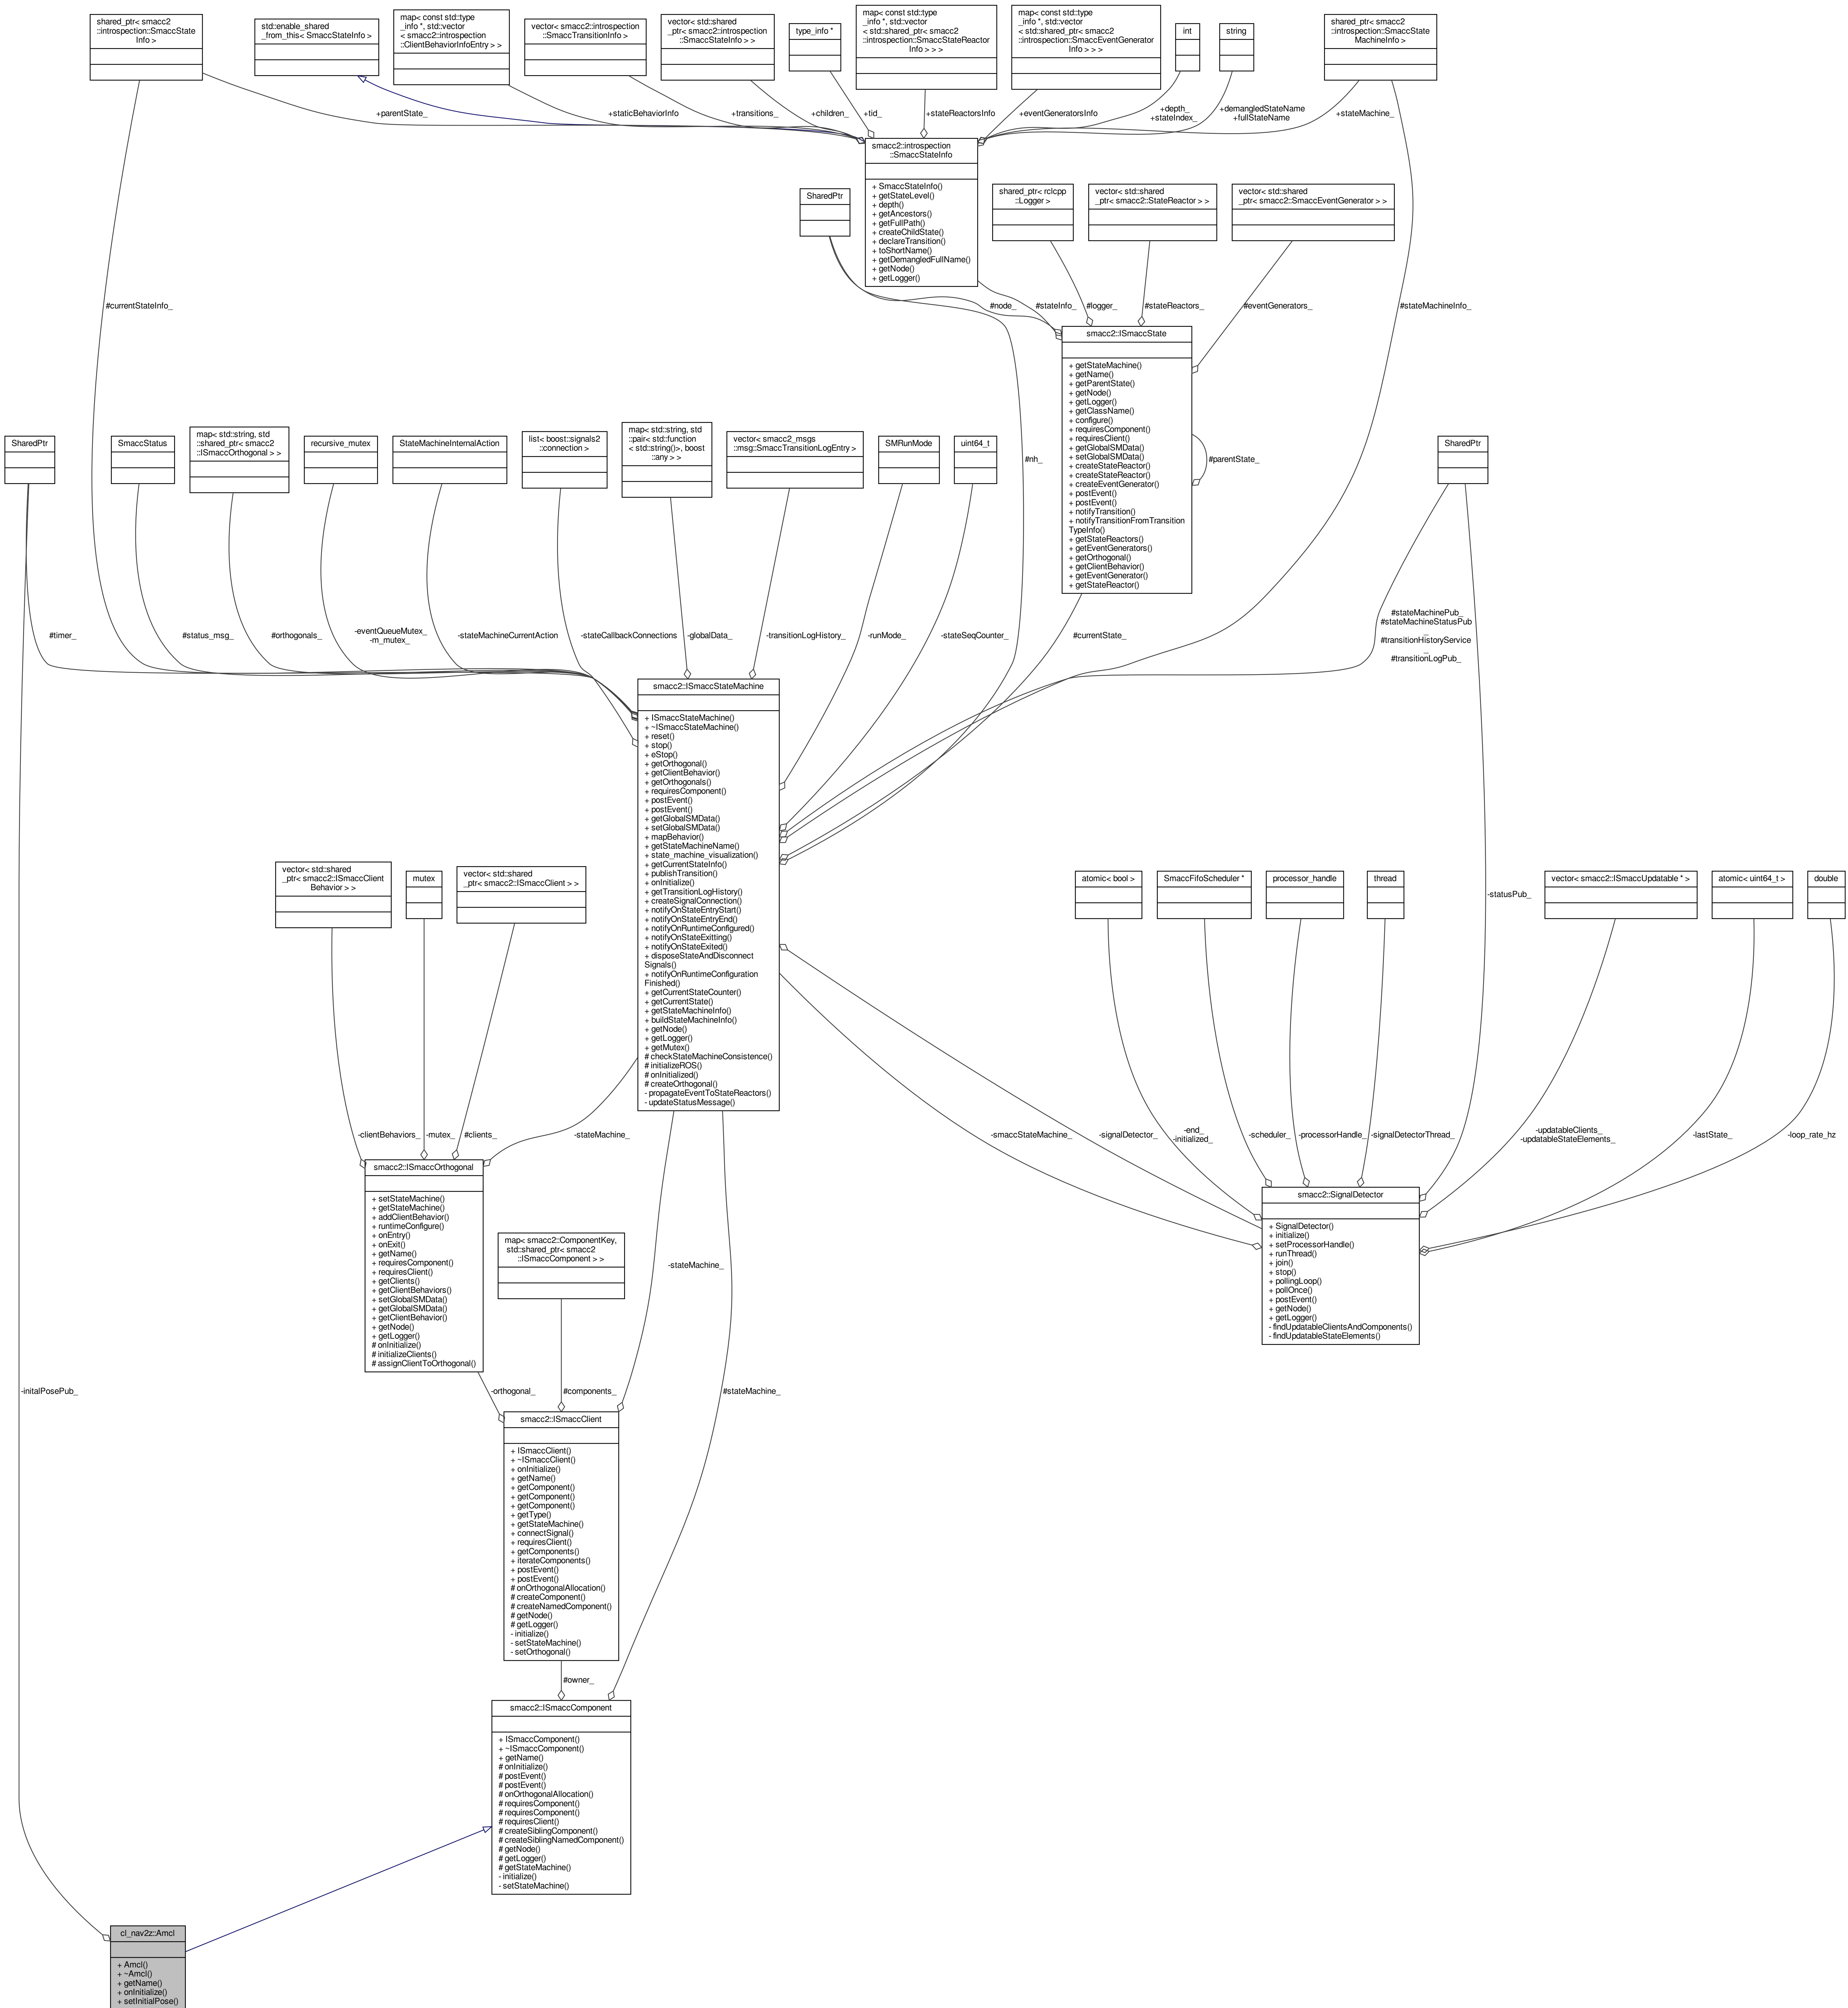 shared_ptr< smacc2
::introspection::SmaccState
Info >
std::enable_shared
_from_this< SmaccStateInfo >
map< const std::type
_info *, std::vector
< smacc2::introspection
::ClientBehaviorInfoEntry > >
vector< smacc2::introspection
::SmaccTransitionInfo >
vector< std::shared
_ptr< smacc2::introspection
::SmaccStateInfo > >
type_info *
map< const std::type
_info *, std::vector
< std::shared_ptr< smacc2
::introspection::SmaccStateReactor
Info > > >
map< const std::type
_info *, std::vector
< std::shared_ptr< smacc2
::introspection::SmaccEventGenerator
Info > > >
int
string
shared_ptr< smacc2
::introspection::SmaccState
MachineInfo >
+parentState_
+staticBehaviorInfo
+transitions_
+children_
+tid_
+stateReactorsInfo
+eventGeneratorsInfo
+depth_
+stateIndex_
+demangledStateName
+fullStateName
+stateMachine_
smacc2::introspection
::SmaccStateInfo
+ SmaccStateInfo()
+ getStateLevel()
+ depth()
+ getAncestors()
+ getFullPath()
+ createChildState()
+ declareTransition()
+ toShortName()
+ getDemangledFullName()
+ getNode()
+ getLogger()
SharedPtr
shared_ptr< rclcpp
::Logger >
vector< std::shared
_ptr< smacc2::StateReactor > >
vector< std::shared
_ptr< smacc2::SmaccEventGenerator > >
#currentStateInfo_
#node_
#stateInfo_
#logger_
#stateReactors_
#eventGenerators_
#stateMachineInfo_
smacc2::ISmaccState
+ getStateMachine()
+ getName()
+ getParentState()
+ getNode()
+ getLogger()
+ getClassName()
+ configure()
+ requiresComponent()
+ requiresClient()
+ getGlobalSMData()
+ setGlobalSMData()
+ createStateReactor()
+ createStateReactor()
+ createEventGenerator()
+ postEvent()
+ postEvent()
+ notifyTransition()
+ notifyTransitionFromTransition
TypeInfo()
+ getStateReactors()
+ getEventGenerators()
+ getOrthogonal()
+ getClientBehavior()
+ getEventGenerator()
+ getStateReactor()
#parentState_
SharedPtr
SmaccStatus
map< std::string, std
::shared_ptr< smacc2
::ISmaccOrthogonal > >
recursive_mutex
StateMachineInternalAction
list< boost::signals2
::connection >
map< std::string, std
::pair< std::function
< std::string()>, boost
::any > >
vector< smacc2_msgs
::msg::SmaccTransitionLogEntry >
SMRunMode
uint64_t
#nh_
SharedPtr
#timer_
#status_msg_
#orthogonals_
-eventQueueMutex_
-m_mutex_
-stateMachineCurrentAction
-stateCallbackConnections
-globalData_
-transitionLogHistory_
-runMode_
-stateSeqCounter_
#currentState_
#stateMachinePub_
#stateMachineStatusPub
_
#transitionHistoryService
_
#transitionLogPub_
smacc2::ISmaccStateMachine
+ ISmaccStateMachine()
+ ~ISmaccStateMachine()
+ reset()
+ stop()
+ eStop()
+ getOrthogonal()
+ getClientBehavior()
+ getOrthogonals()
+ requiresComponent()
+ postEvent()
+ postEvent()
+ getGlobalSMData()
+ setGlobalSMData()
+ mapBehavior()
+ getStateMachineName()
+ state_machine_visualization()
+ getCurrentStateInfo()
+ publishTransition()
+ onInitialize()
+ getTransitionLogHistory()
+ createSignalConnection()
+ notifyOnStateEntryStart()
+ notifyOnStateEntryEnd()
+ notifyOnRuntimeConfigured()
+ notifyOnStateExitting()
+ notifyOnStateExited()
+ disposeStateAndDisconnect
Signals()
+ notifyOnRuntimeConfiguration
Finished()
+ getCurrentStateCounter()
+ getCurrentState()
+ getStateMachineInfo()
+ buildStateMachineInfo()
+ getNode()
+ getLogger()
+ getMutex()
# checkStateMachineConsistence()
# initializeROS()
# onInitialized()
# createOrthogonal()
- propagateEventToStateReactors()
- updateStatusMessage()
vector< std::shared
_ptr< smacc2::ISmaccClient
Behavior > >
mutex
vector< std::shared
_ptr< smacc2::ISmaccClient > >
atomic< bool >
SmaccFifoScheduler *
processor_handle
thread
-statusPub_
vector< smacc2::ISmaccUpdatable * >
atomic< uint64_t >
double
-clientBehaviors_
-mutex_
#clients_
-stateMachine_
-smaccStateMachine_
-signalDetector_
-end_
-initialized_
-scheduler_
-processorHandle_
-signalDetectorThread_
-updatableClients_
-updatableStateElements_
-lastState_
-loop_rate_hz
smacc2::ISmaccOrthogonal
+ setStateMachine()
+ getStateMachine()
+ addClientBehavior()
+ runtimeConfigure()
+ onEntry()
+ onExit()
+ getName()
+ requiresComponent()
+ requiresClient()
+ getClients()
+ getClientBehaviors()
+ setGlobalSMData()
+ getGlobalSMData()
+ getClientBehavior()
+ getNode()
+ getLogger()
# onInitialize()
# initializeClients()
# assignClientToOrthogonal()
smacc2::SignalDetector
+ SignalDetector()
+ initialize()
+ setProcessorHandle()
+ runThread()
+ join()
+ stop()
+ pollingLoop()
+ pollOnce()
+ postEvent()
+ getNode()
+ getLogger()
- findUpdatableClientsAndComponents()
- findUpdatableStateElements()
map< smacc2::ComponentKey,
std::shared_ptr< smacc2
::ISmaccComponent > >
-stateMachine_
-initalPosePub_
-orthogonal_
#components_
#stateMachine_
smacc2::ISmaccClient
+ ISmaccClient()
+ ~ISmaccClient()
+ onInitialize()
+ getName()
+ getComponent()
+ getComponent()
+ getComponent()
+ getType()
+ getStateMachine()
+ connectSignal()
+ requiresClient()
+ getComponents()
+ iterateComponents()
+ postEvent()
+ postEvent()
# onOrthogonalAllocation()
# createComponent()
# createNamedComponent()
# getNode()
# getLogger()
- initialize()
- setStateMachine()
- setOrthogonal()
#owner_
smacc2::ISmaccComponent
+ ISmaccComponent()
+ ~ISmaccComponent()
+ getName()
# onInitialize()
# postEvent()
# postEvent()
# onOrthogonalAllocation()
# requiresComponent()
# requiresComponent()
# requiresClient()
# createSiblingComponent()
# createSiblingNamedComponent()
# getNode()
# getLogger()
# getStateMachine()
- initialize()
- setStateMachine()
cl_nav2z::Amcl
+ Amcl()
+ ~Amcl()
+ getName()
+ onInitialize()
+ setInitialPose()